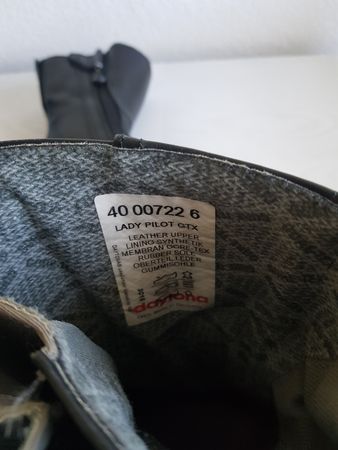 40 00722 6
LADY PILOT GTX
LEATHER UPPER
LINING SYNTHETIK
MEMBRAN GORE TEX
RUBBER SOLE
OBERTEIL LEDER
GUMMISOHLE
daytona